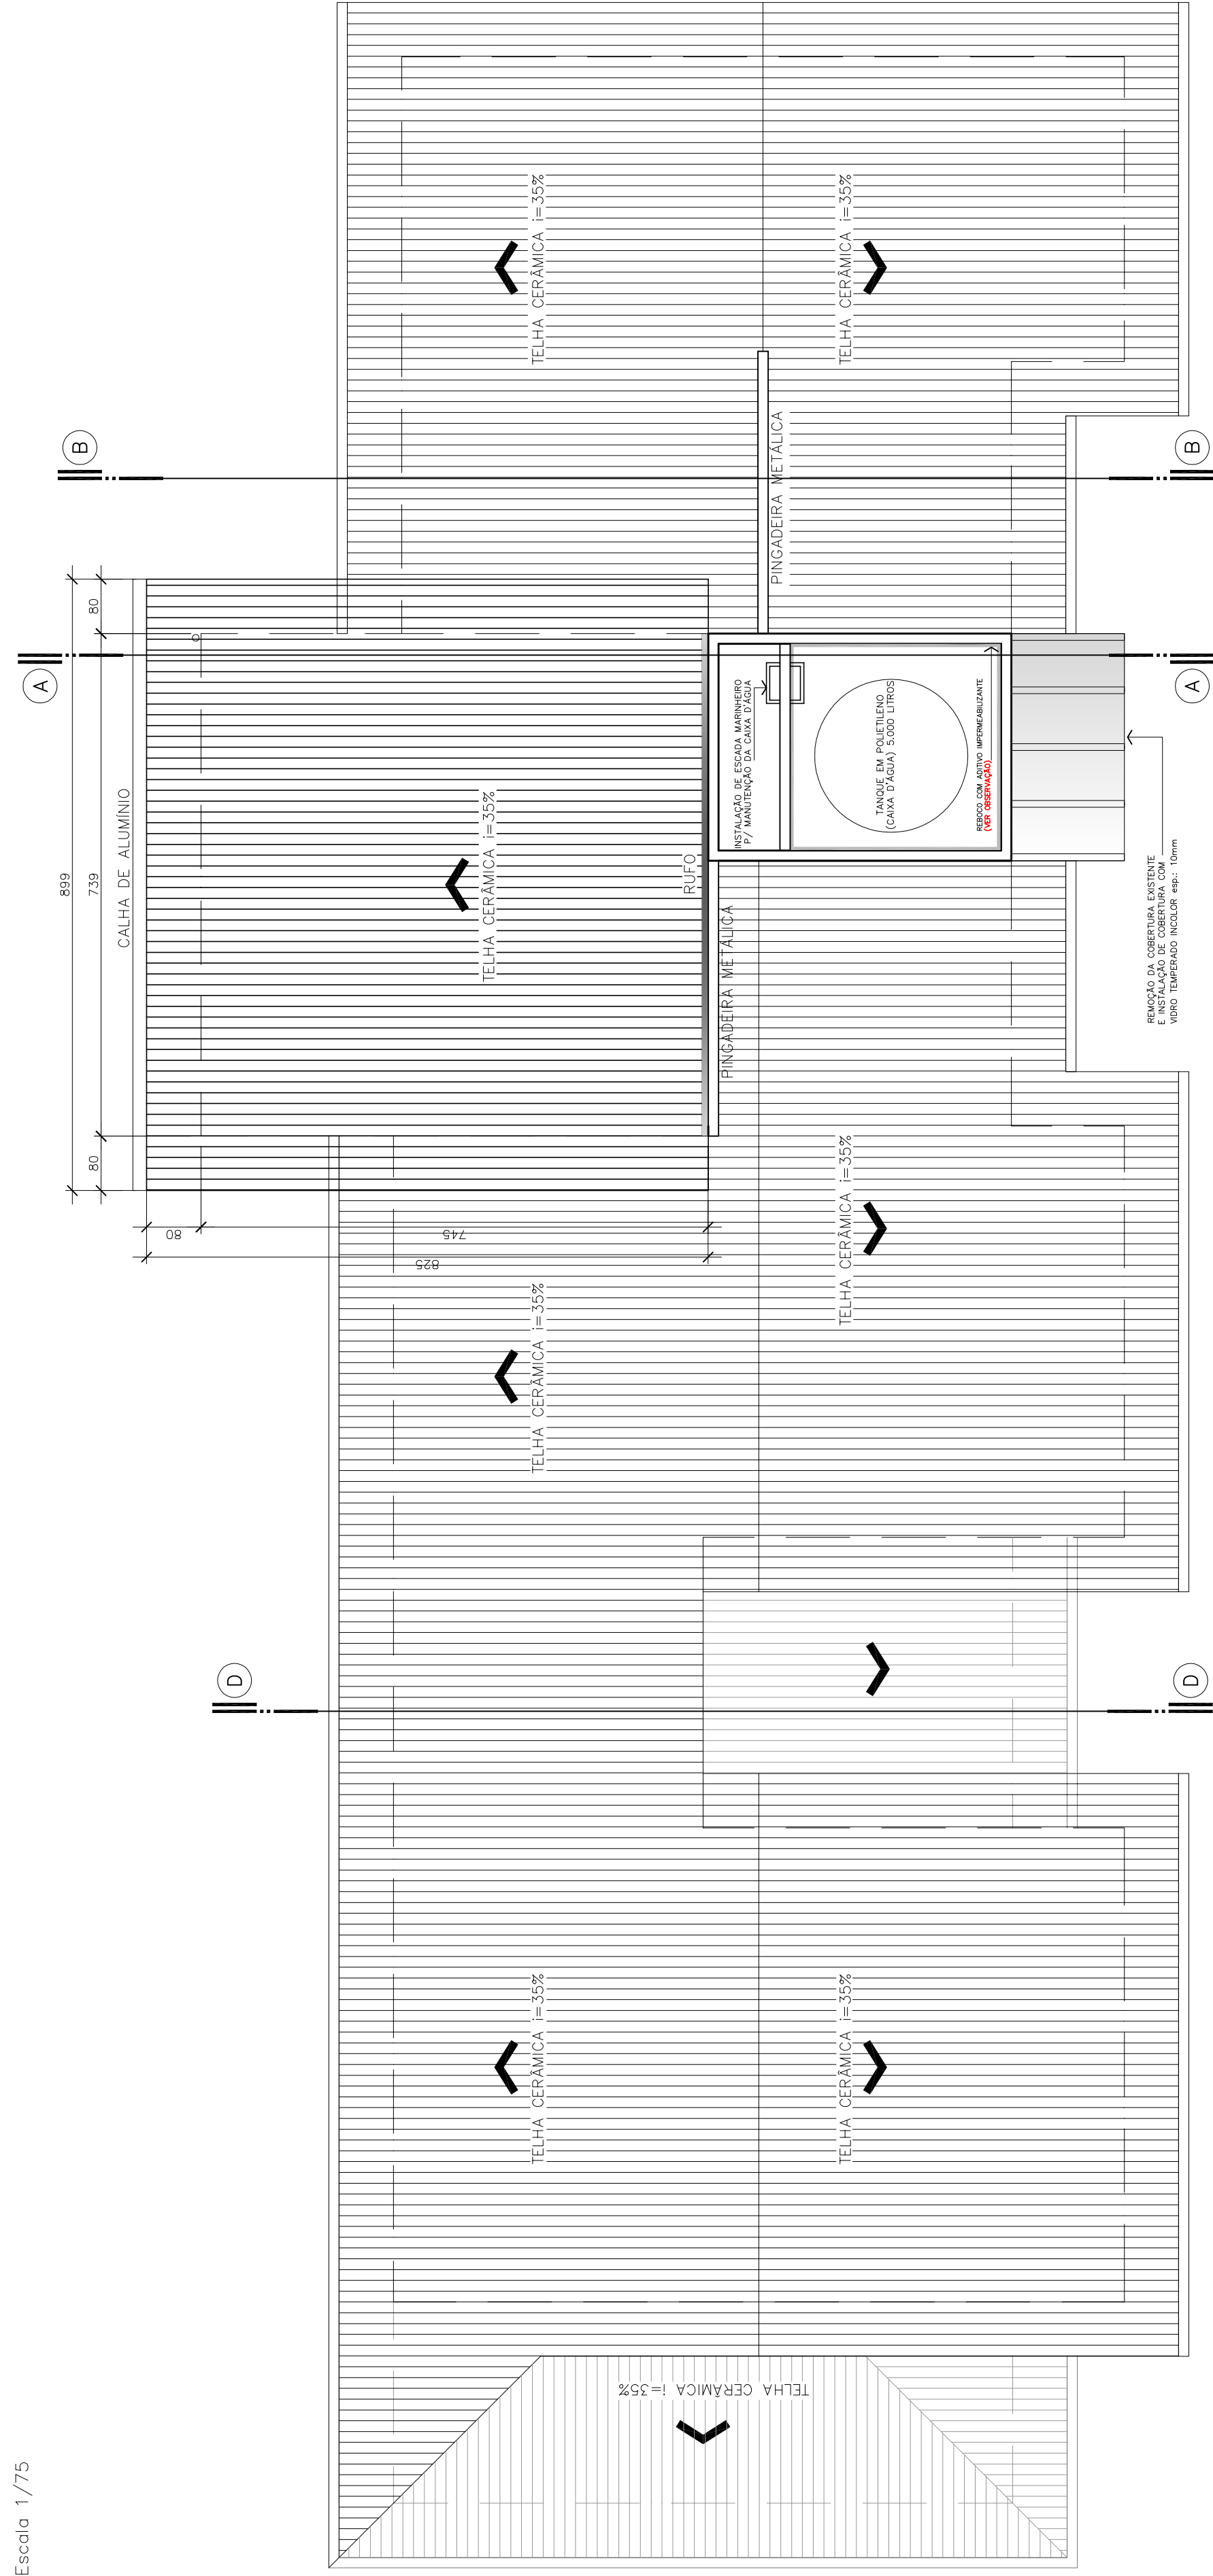 Escala 1/75
TELHA CERÂMICA i=35%
TELHA CERÂMICA i=35%
TELHA CERÂMICA i=35%
TELHA CERÂMICA i=35%
TELHA CERÂMICA i=35%
TELHA CERÂMICA i=35%
TELHA CERÂMICA i=35%
TELHA CERÂMICA i=35%
B
B
A
A
D
D
899
80
739
80
CALHA DE ALUMÍNIO
80
745
825
RUFO
PINGADEIRA METÁLICA
PINGADEIRA METÁLICA
INSTALAÇÃO DE ESCADA MARINHEIRO
P/ MANUTENÇÃO DA CAIXA D'ÁGUA
TANQUE EM POLIETILENO
(CAIXA D'ÁGUA) 5.000 LITROS
REBOCO COM ADITIVO IMPERMEABILIZANTE
(VER OBSERVAÇÃO)
REMOÇÃO DA COBERTURA EXISTENTE
E INSTALAÇÃO DE COBERTURA COM
VIDRO TEMPERADO INCOLOR esp.: 10mm